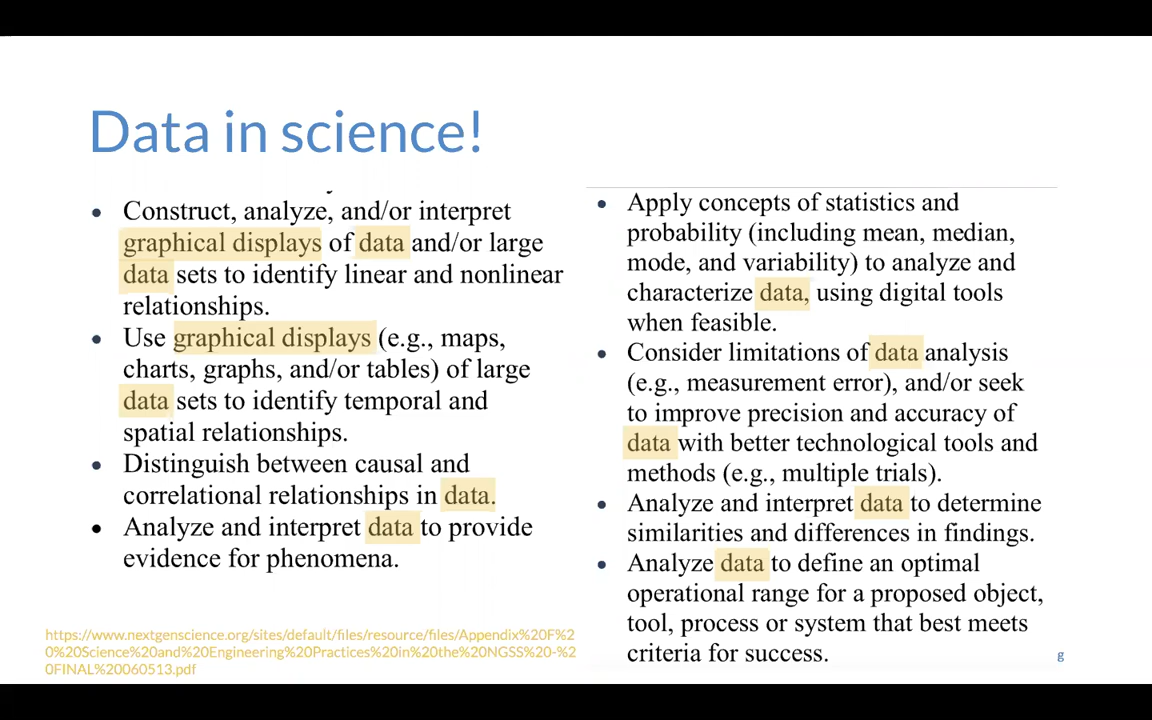 Data in science!
• Construct, analyze, and/or interpret
graphical displays of data and/or large
data sets to identify linear and nonlinear
relationships.
• Use graphical displays (e.g., maps,
charts, graphs, and/or tables) of large
data sets to identify temporal and
spatial relationships.
• Distinguish between causal and
correlational relationships in data.
• Analyze and interpret data to provide
evidence for phenomena.
• Apply concepts of statistics and
probability (including mean, median,
mode, and variability) to analyze and
characterize data, using digital tools
when feasible.
• Consider limitations of data analysis
(e.g., measurement error), and/or seek
to improve precision and accuracy of
data with better technological tools and
methods (e.g., multiple trials).
• Analyze and interpret data to determine
similarities and differences in findings.
• Analyze data to define an optimal
operational range for a proposed object,
tool, process or system that best meets
criteria for success.
https://www.nextgenscience.org/sites/default/files/resource/files/Appendix%20F%2
0%20Science%20and%20Engineering%20Practices%20in%20the%20NGSS%20-%2
0FINAL%20060513.pdf
g